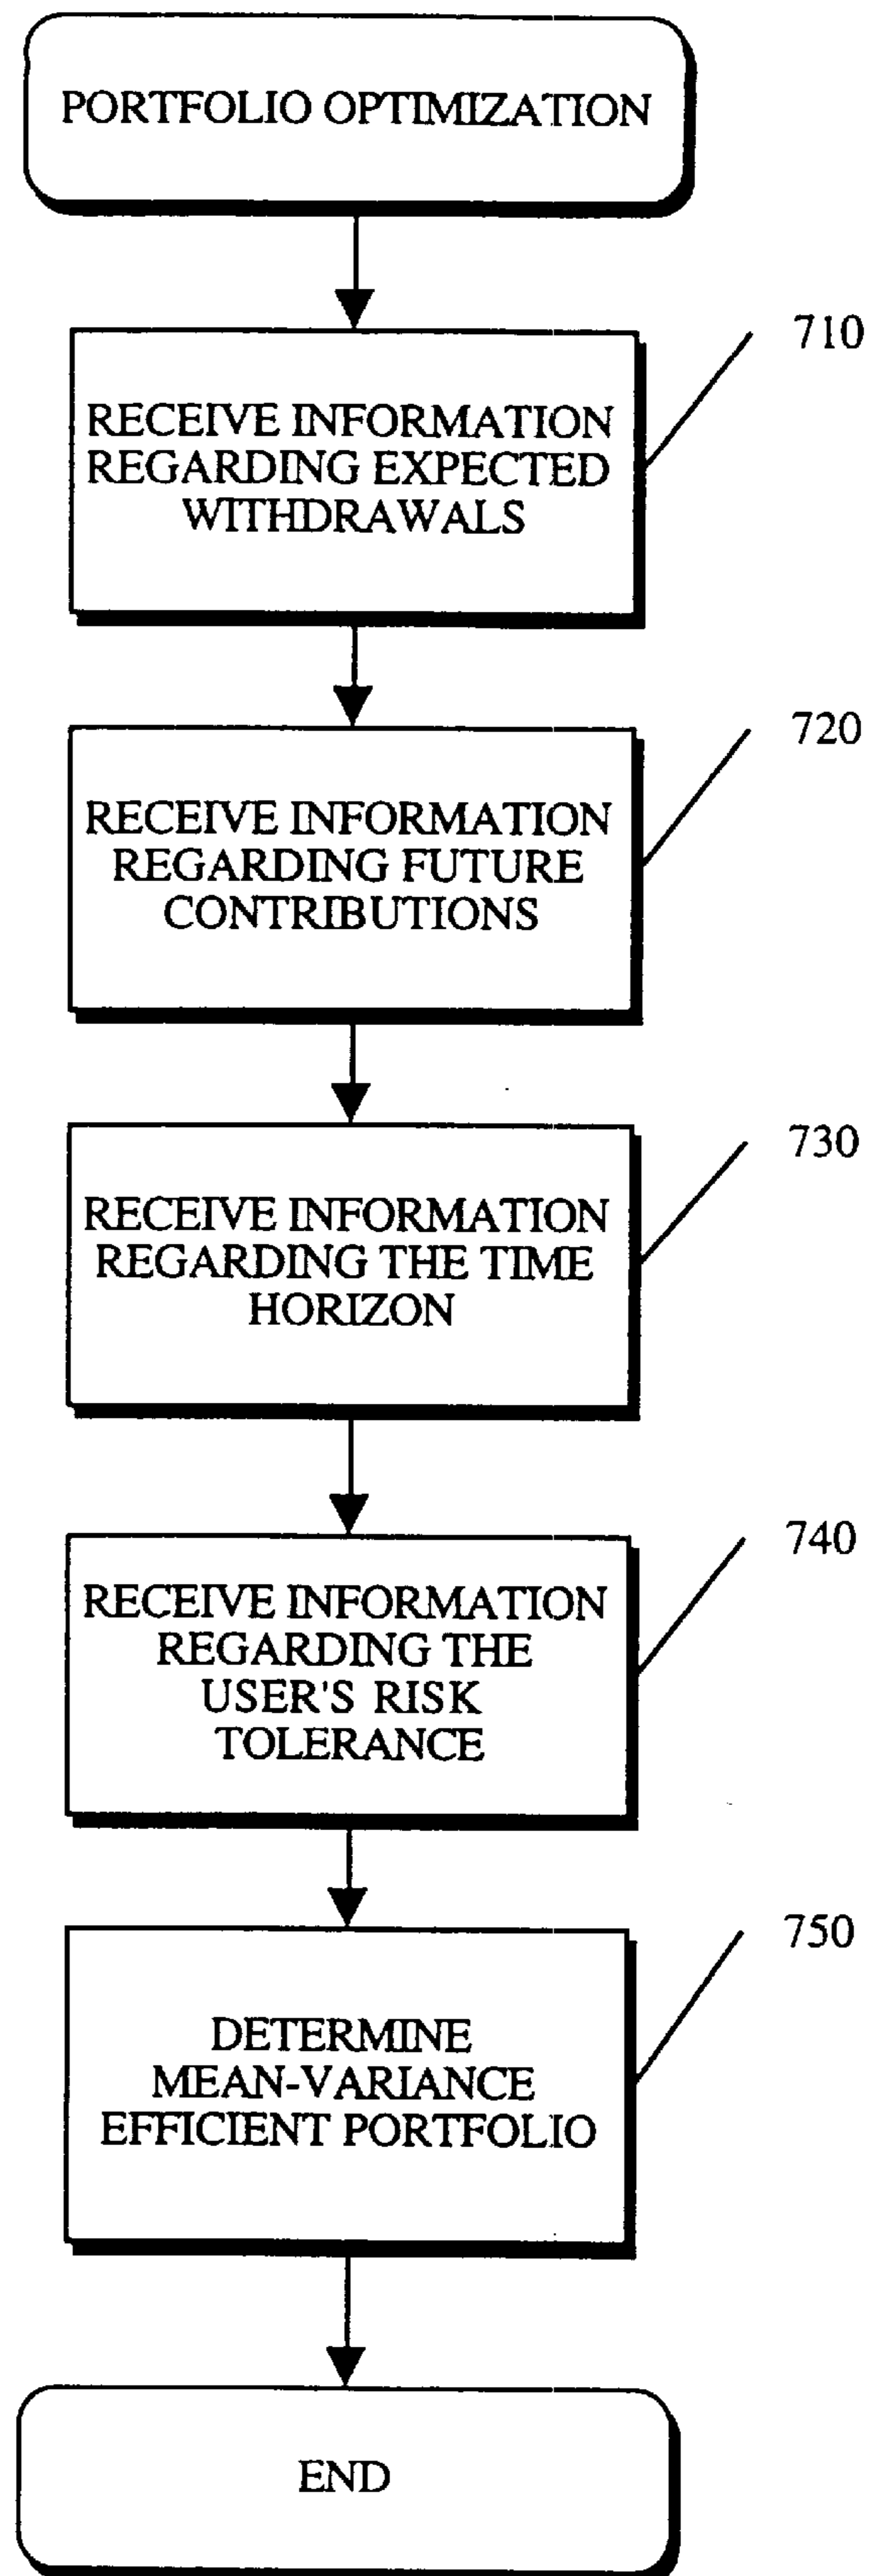 PORTFOLIO OPTIMIZATION
710
RECEIVE INFORMATION
REGARDING EXPECTED
WITHDRAWALS
720
RECEIVE INFORMATION
REGARDING FUTURE
CONTRIBUTIONS
730
RECEIVE INFORMATION
REGARDING THE TIME
HORIZON
740
RECEIVE INFORMATION
REGARDING THE
USER'S RISK
TOLERANCE
750
DETERMINE
MEAN-VARIANCE
EFFICIENT PORTFOLIO
END